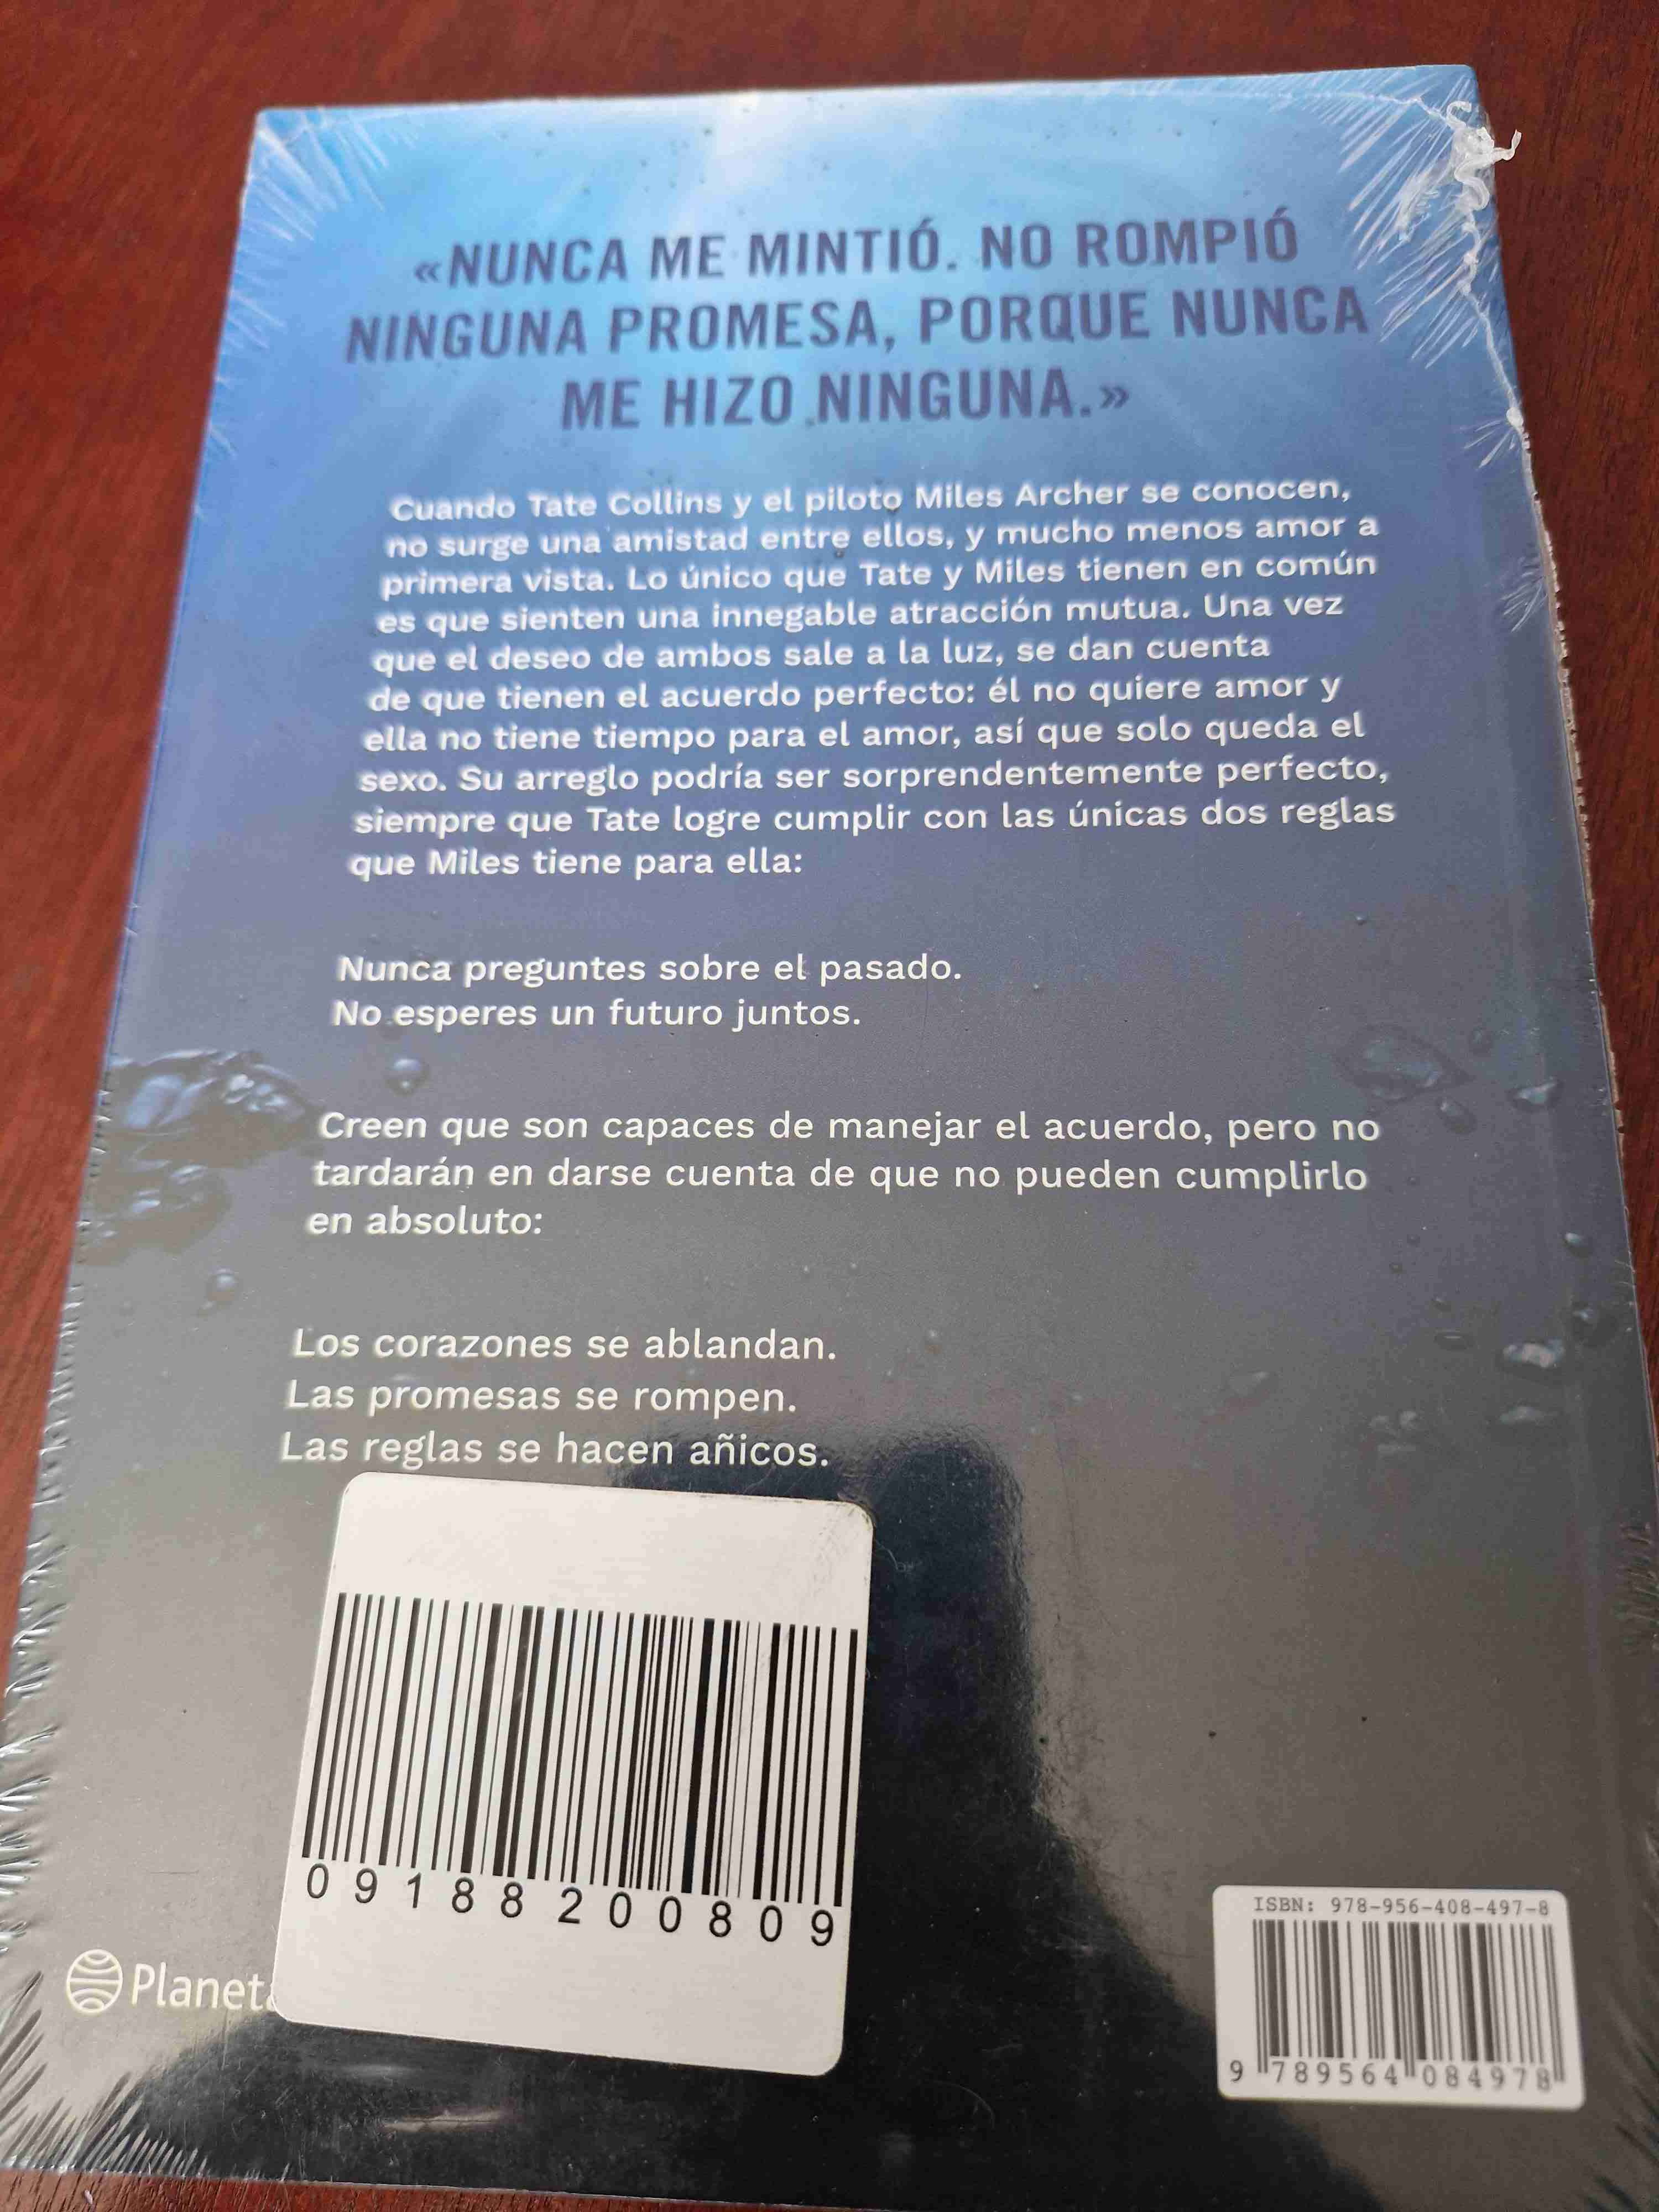 «NUNCA ME MINTIÓ. NO ROMPIÓ
NINGUNA PROMESA, PORQUE NUNCA
ME HIZO NINGUNA.»
Cuando Tate Collins y el piloto Miles Archer se conocen,
no surge una amistad entre ellos, y mucho menos amor a
primera vista. Lo único que Tate y Miles tienen en común
es que sienten una innegable atracción mutua. Una vez
que el deseo de ambos sale a la luz, se dan cuenta
de que tienen el acuerdo perfecto: él no quiere amor y
ella no tiene tiempo para el amor, así que solo queda el
sexo. Su arreglo podría ser sorprendentemente perfecto,
siempre que Tate logre cumplir con las únicas dos reglas
que Miles tiene para ella:
Nunca preguntes sobre el pasado.
No esperes un futuro juntos.
Creen que son capaces de manejar el acuerdo, pero no
tardarán en darse cuenta de que no pueden cumplirlo
en absoluto:
Los corazones se ablandan.
Las promesas se rompen.
Las reglas se hacen añicos.
09188200809
Planeta
ISBN: 978-956-408-497-8
9 789564 084978